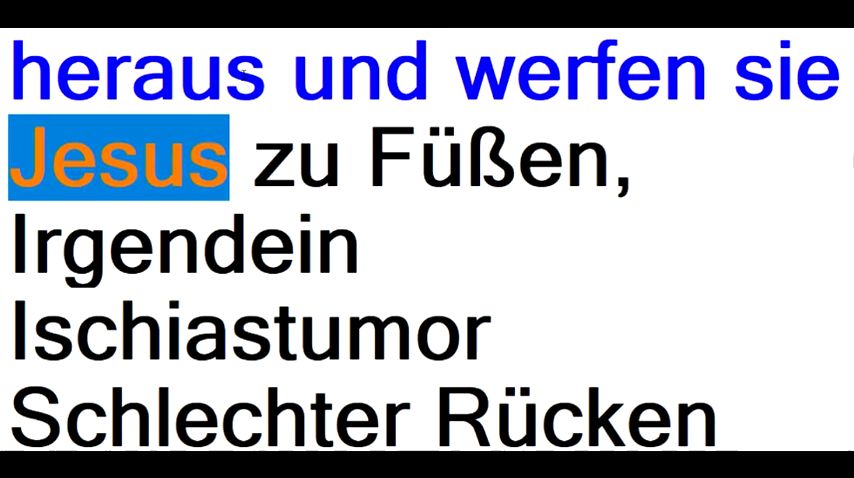 heraus und werfen sie
Jesus zu Füßen,
Irgendein
Ischiastumor
Schlechter Rücken